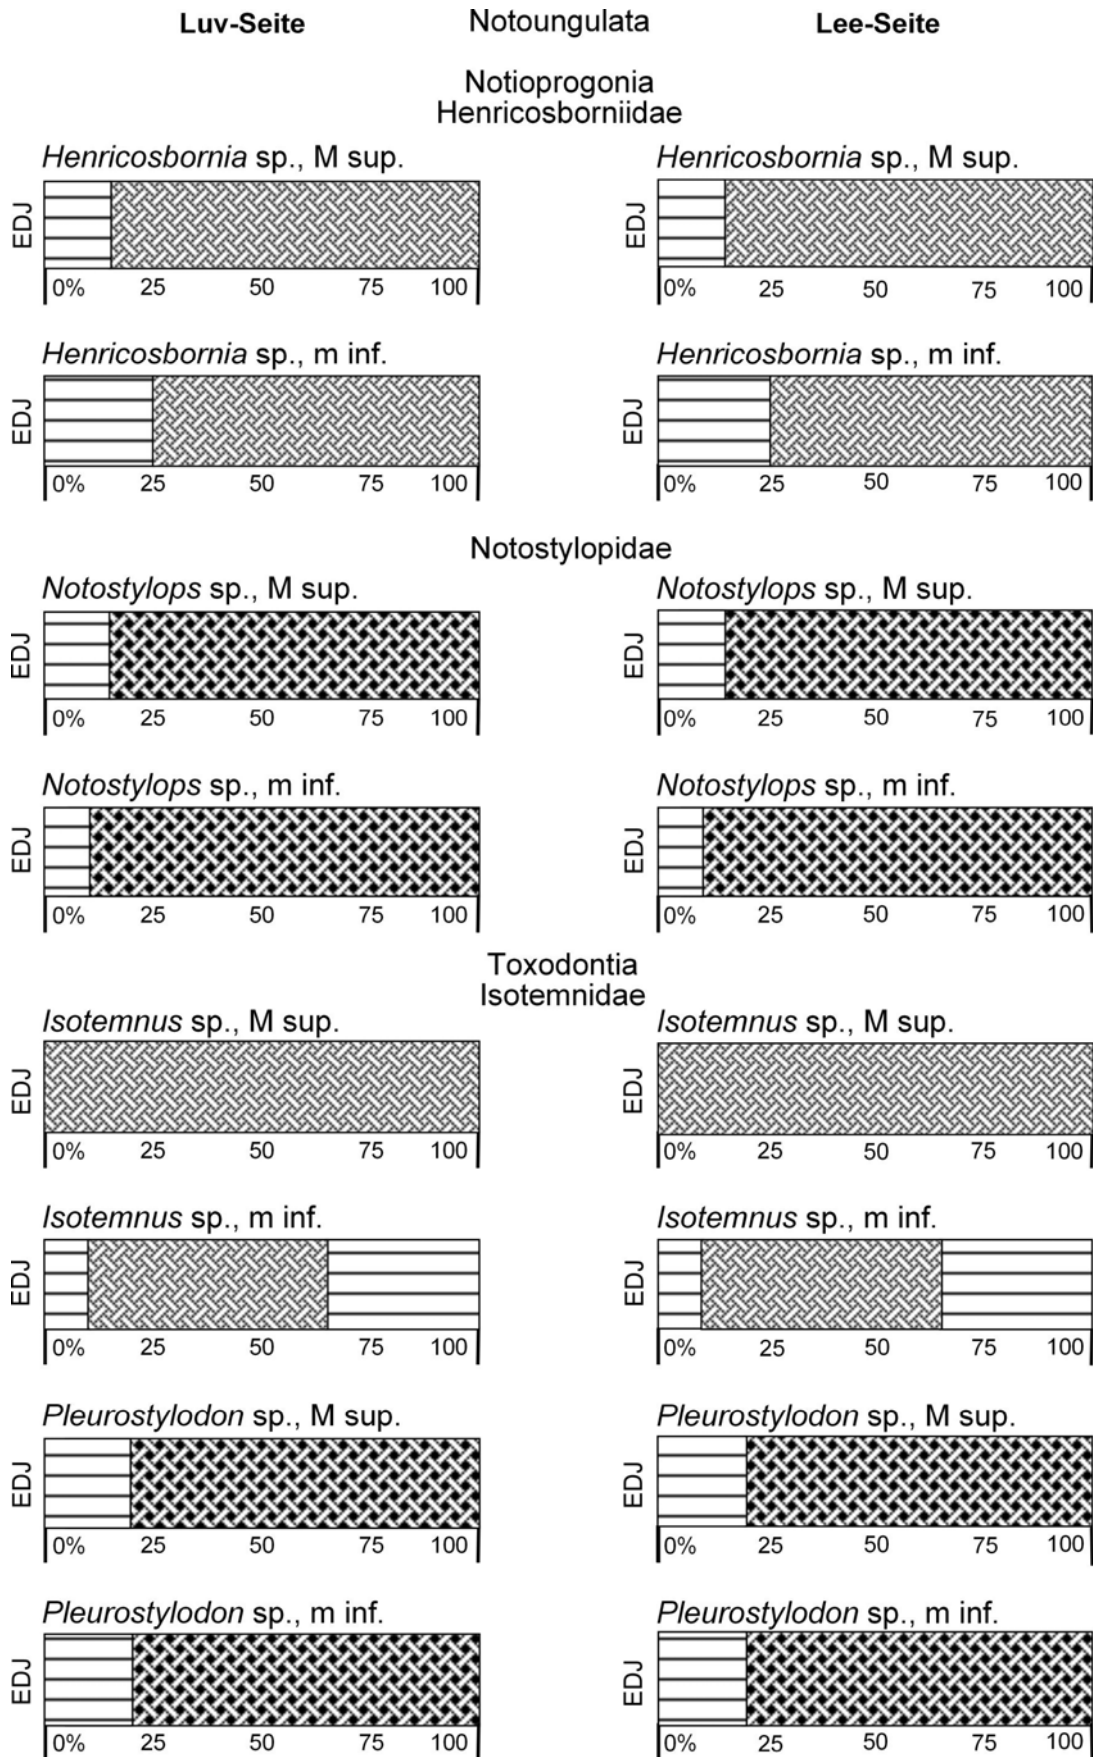 Luv-Seite Notoungulata Lee-Seite
Notioprogonia
Henricosborniidae
Henricosbornia sp., M sup. Henricosbornia sp., M sup.
EDJ EDJ
0% 25 50 75 100 0% 25 50 75 100
Henricosbornia sp., m inf. Henricosbornia sp., m inf.
EDJ EDJ
0% 25 50 75 100 0% 25 50 75 100
Notostylopidae
Notostylops sp., M sup. Notostylops sp., M sup.
EDJ EDJ
0% 25 50 75 100 0% 25 50 75 100
Notostylops sp., m inf. Notostylops sp., m inf.
EDJ EDJ
0% 25 50 75 100 0% 25 50 75 100
Toxodontia
Isotemnidae
Isotemnus sp., M sup. Isotemnus sp., M sup.
EDJ EDJ
0% 25 50 75 100 0% 25 50 75 100
Isotemnus sp., m inf. Isotemnus sp., m inf.
EDJ EDJ
0% 25 50 75 100 0% 25 50 75 100
Pleurostylodon sp., M sup. Pleurostylodon sp., M sup.
EDJ EDJ
0% 25 50 75 100 0% 25 50 75 100
Pleurostylodon sp., m inf. Pleurostylodon sp., m inf.
EDJ EDJ
0% 25 50 75 100 0% 25 50 75 100